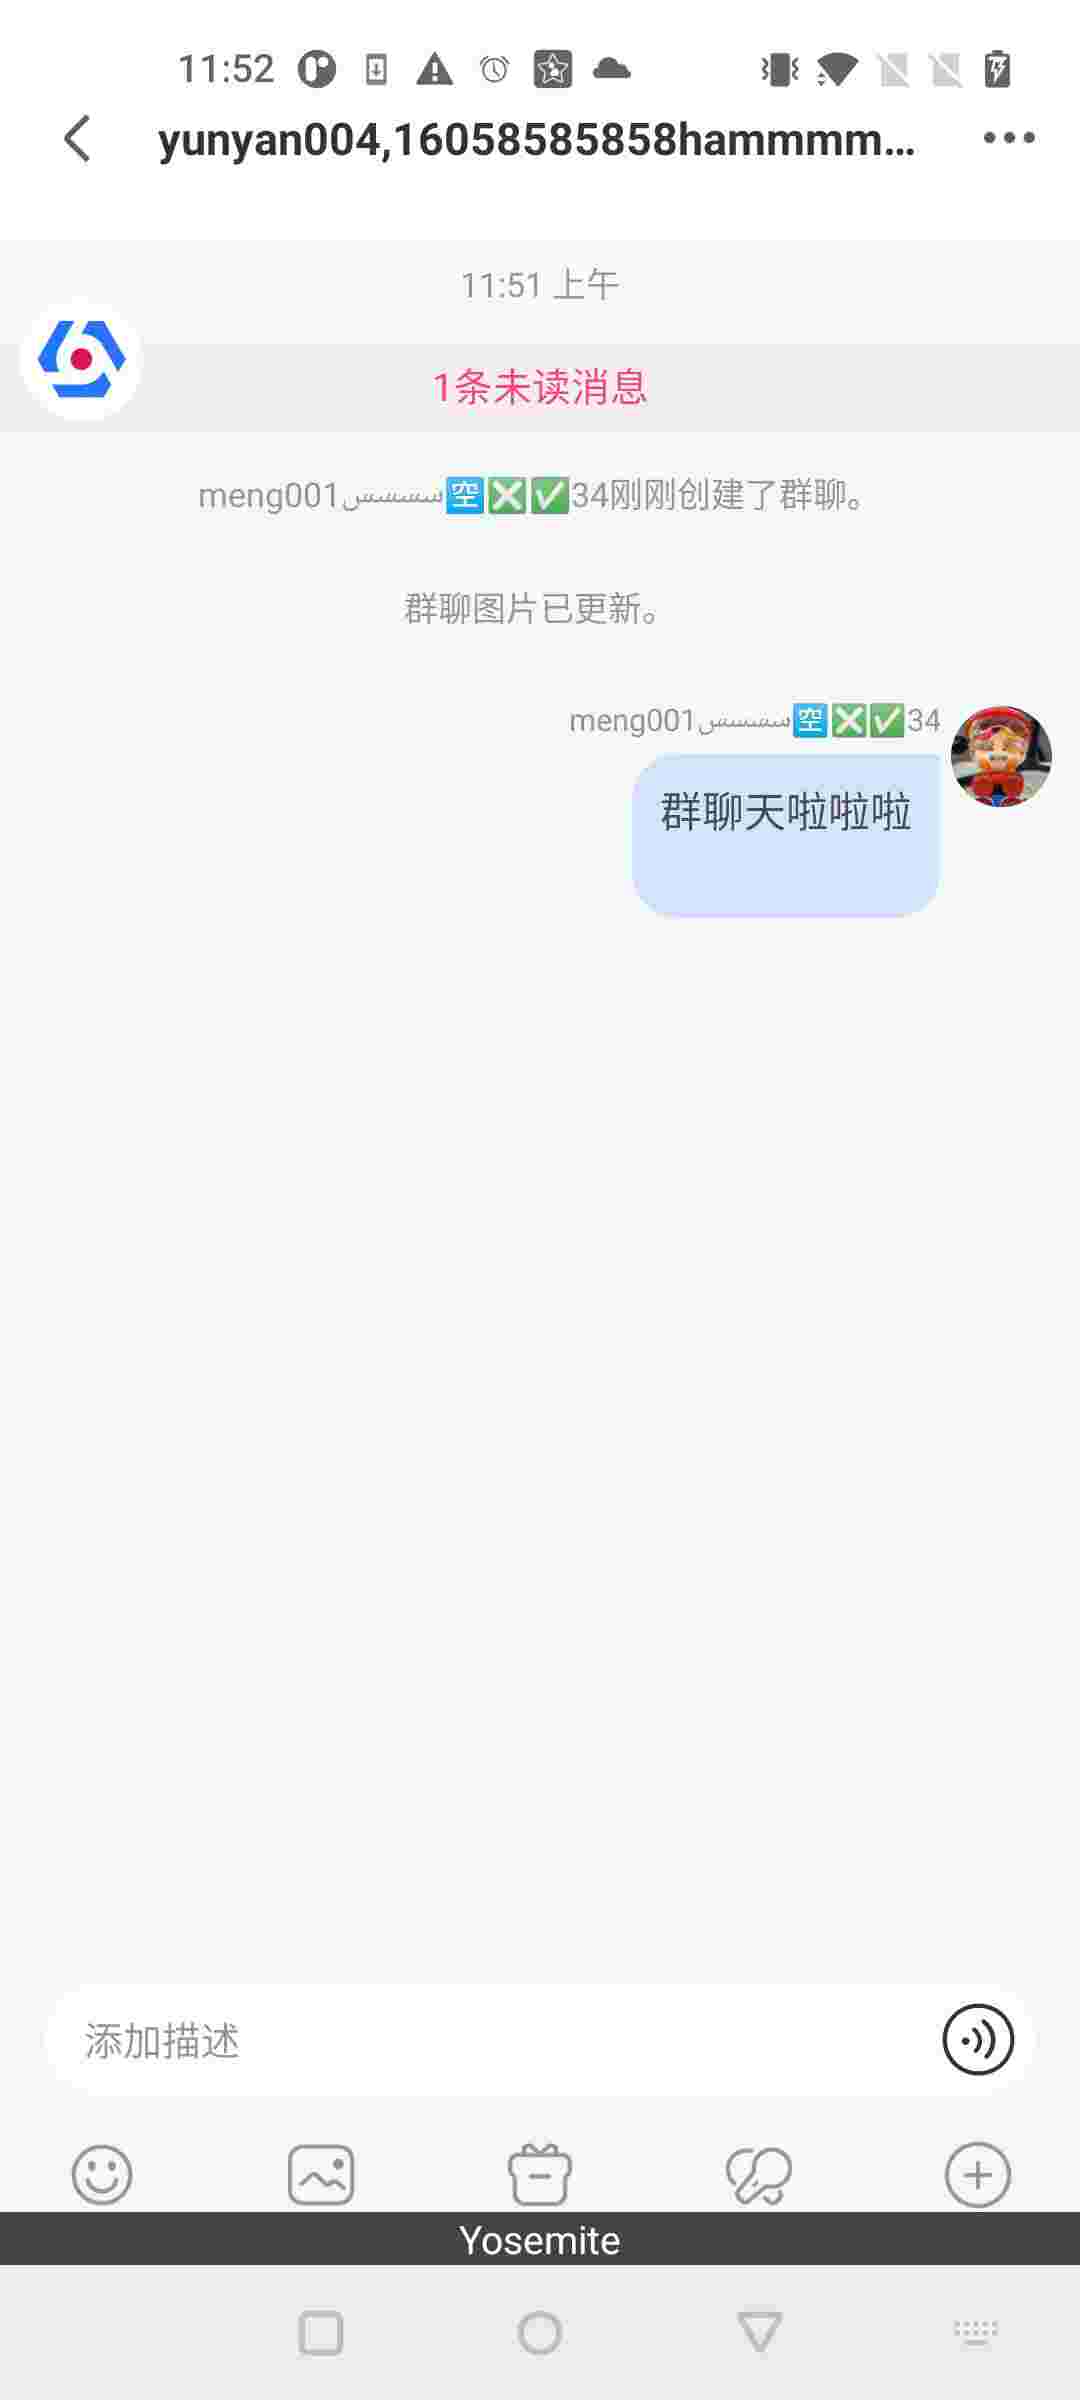 11:52
yunyan004,16058585858hammmm...
11:51 上午
1条未读消息
meng001سسسس🈳❎✅34刚刚创建了群聊。
群聊图片已更新。
meng001سسسس🈳❎✅34
群聊天啦啦啦
添加描述
Yosemite